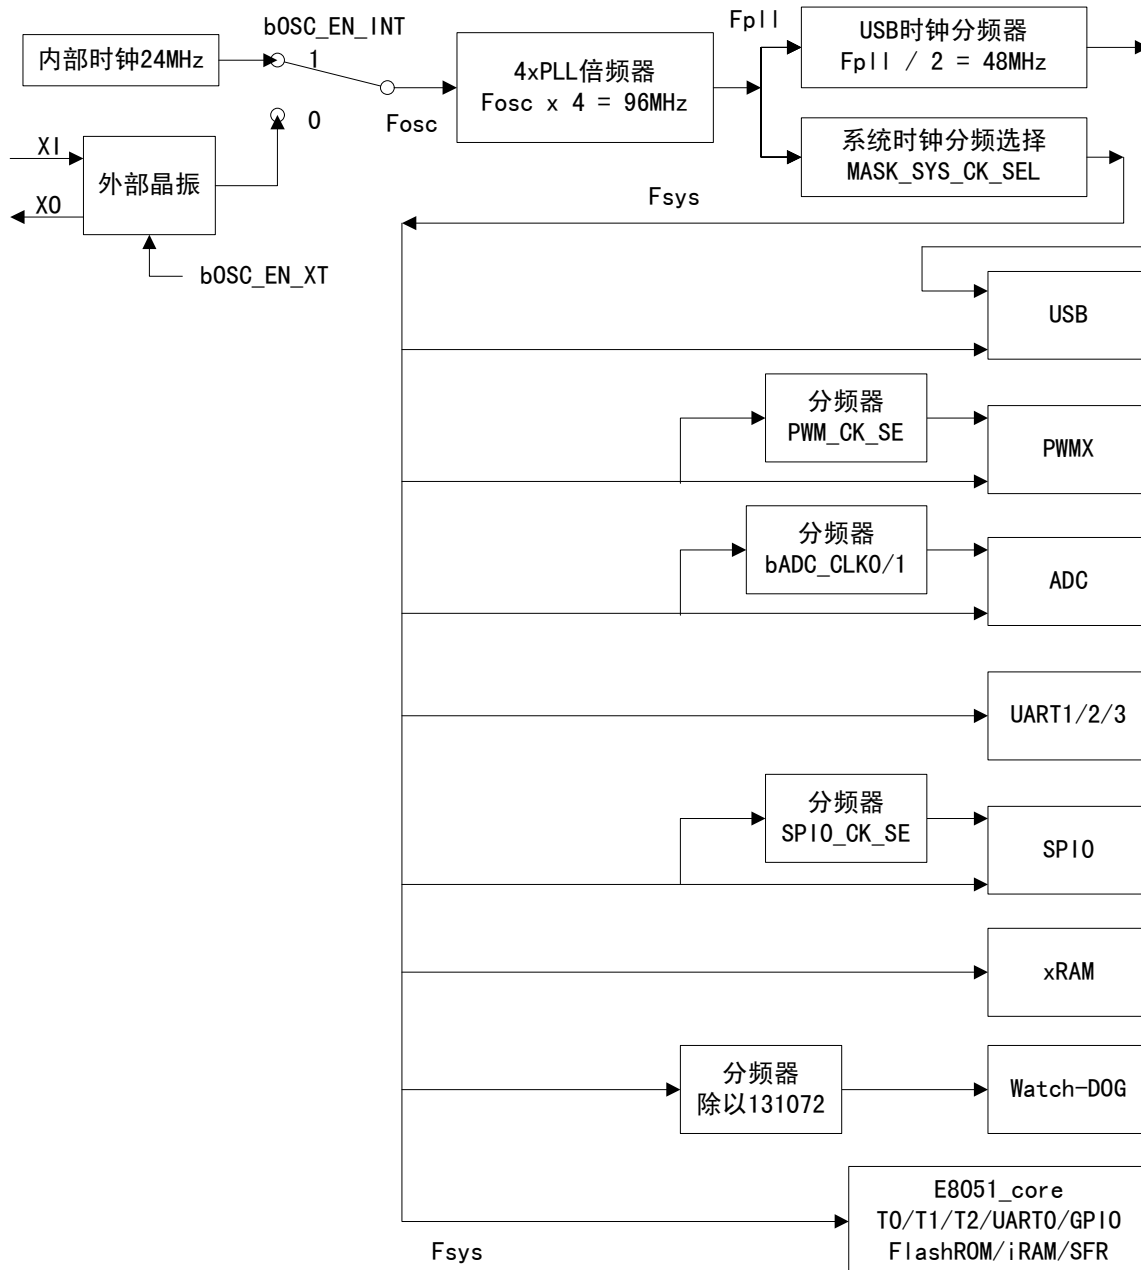 bOSC_EN_INT
Fpll
内部时钟24MHz
1
0
4xPLL倍频器
Fosc x 4 = 96MHz
USB时钟分频器
Fpll / 2 = 48MHz
Fosc
XI
外部晶振
XO
系统时钟分频选择
MASK_SYS_CK_SEL
Fsys
bOSC_EN_XT
USB
分频器
PWM_CK_SE
PWMX
分频器
bADC_CLK0/1
ADC
UART1/2/3
分频器
SPI0_CK_SE
SPI0
xRAM
分频器
除以131072
Watch-DOG
E8051_core
T0/T1/T2/UART0/GPIO
FlashROM/iRAM/SFR
Fsys